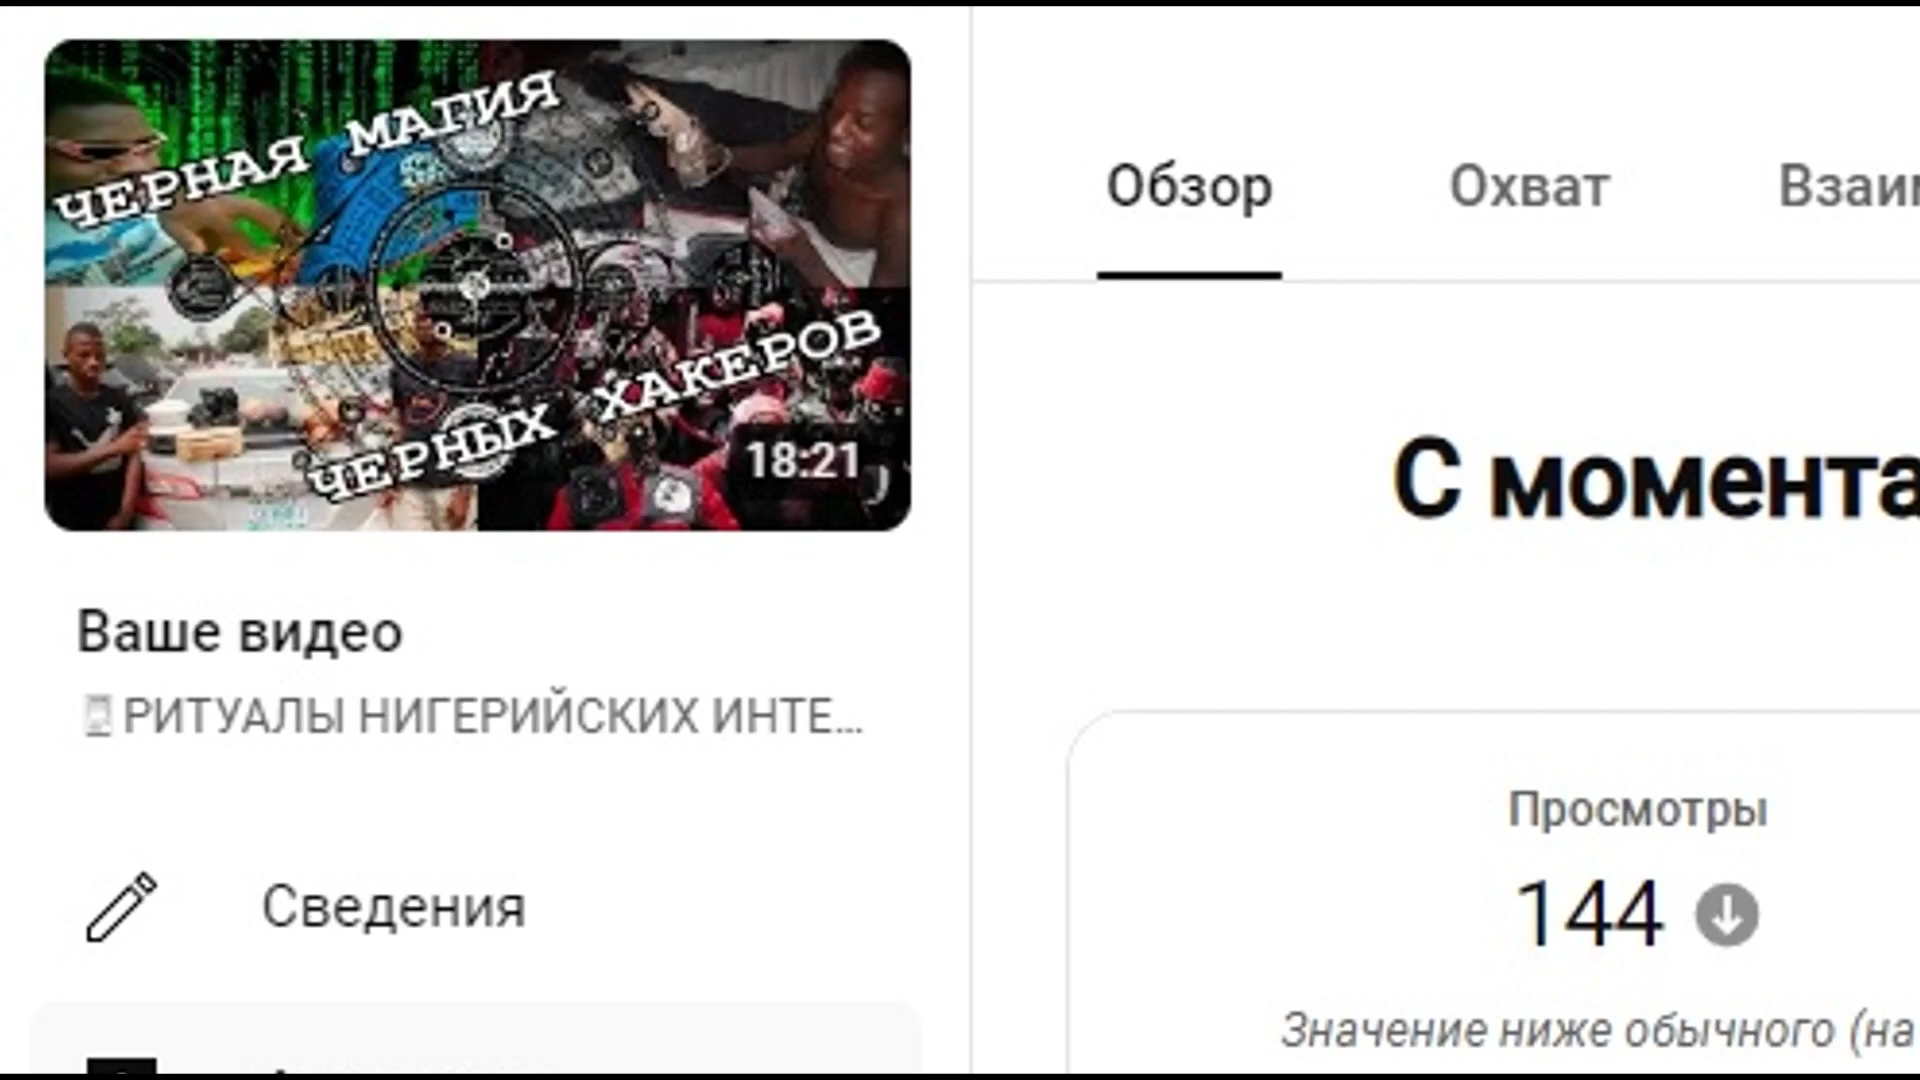 ЧЕРНАЯ МАГИЯ
ЧЕРНЫХ ХАКЕРОВ
18:21
Ваше видео
РИТУАЛЫ НИГЕРИЙСКИХ ИНТЕ...
Сведения
Обзор Охват
С момента
Просмотры
144
Значение ниже обычного (на